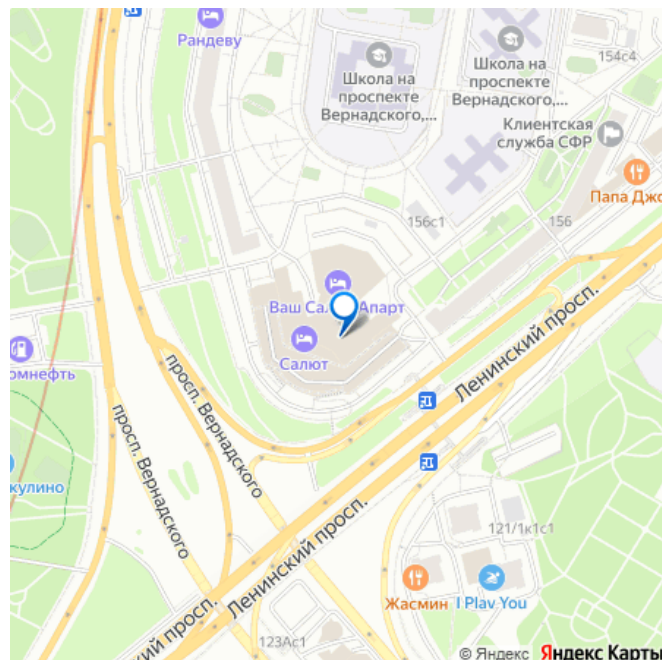 Рандеву
Школа на
проспекте
Вернадского,...
Школа на
проспекте
Вернадского,...
154с4
Клиентская
служба СФР
Папа Джо
156с1
156
Ваш Сал Апарт
Салют
Ленинский просп.
омнефть
просп. Вернадского
просп. Вернадского
кулино
Ленинский просп.
ский просп.
121/1к1с1
Жасмин
I Play You
123Ас1
© Яндекс Яндекс Карты